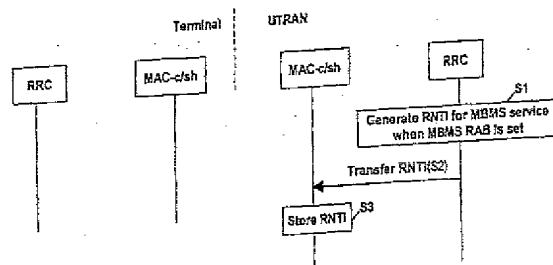 Terminal
UTRAN
RRC
MAC-c/sh
MAC-c/sh
RRC
S1
Generate RNTI for MBMS service
when MBMS RAB is set
Transfer RNTI(S2)
Store RNTI
S3